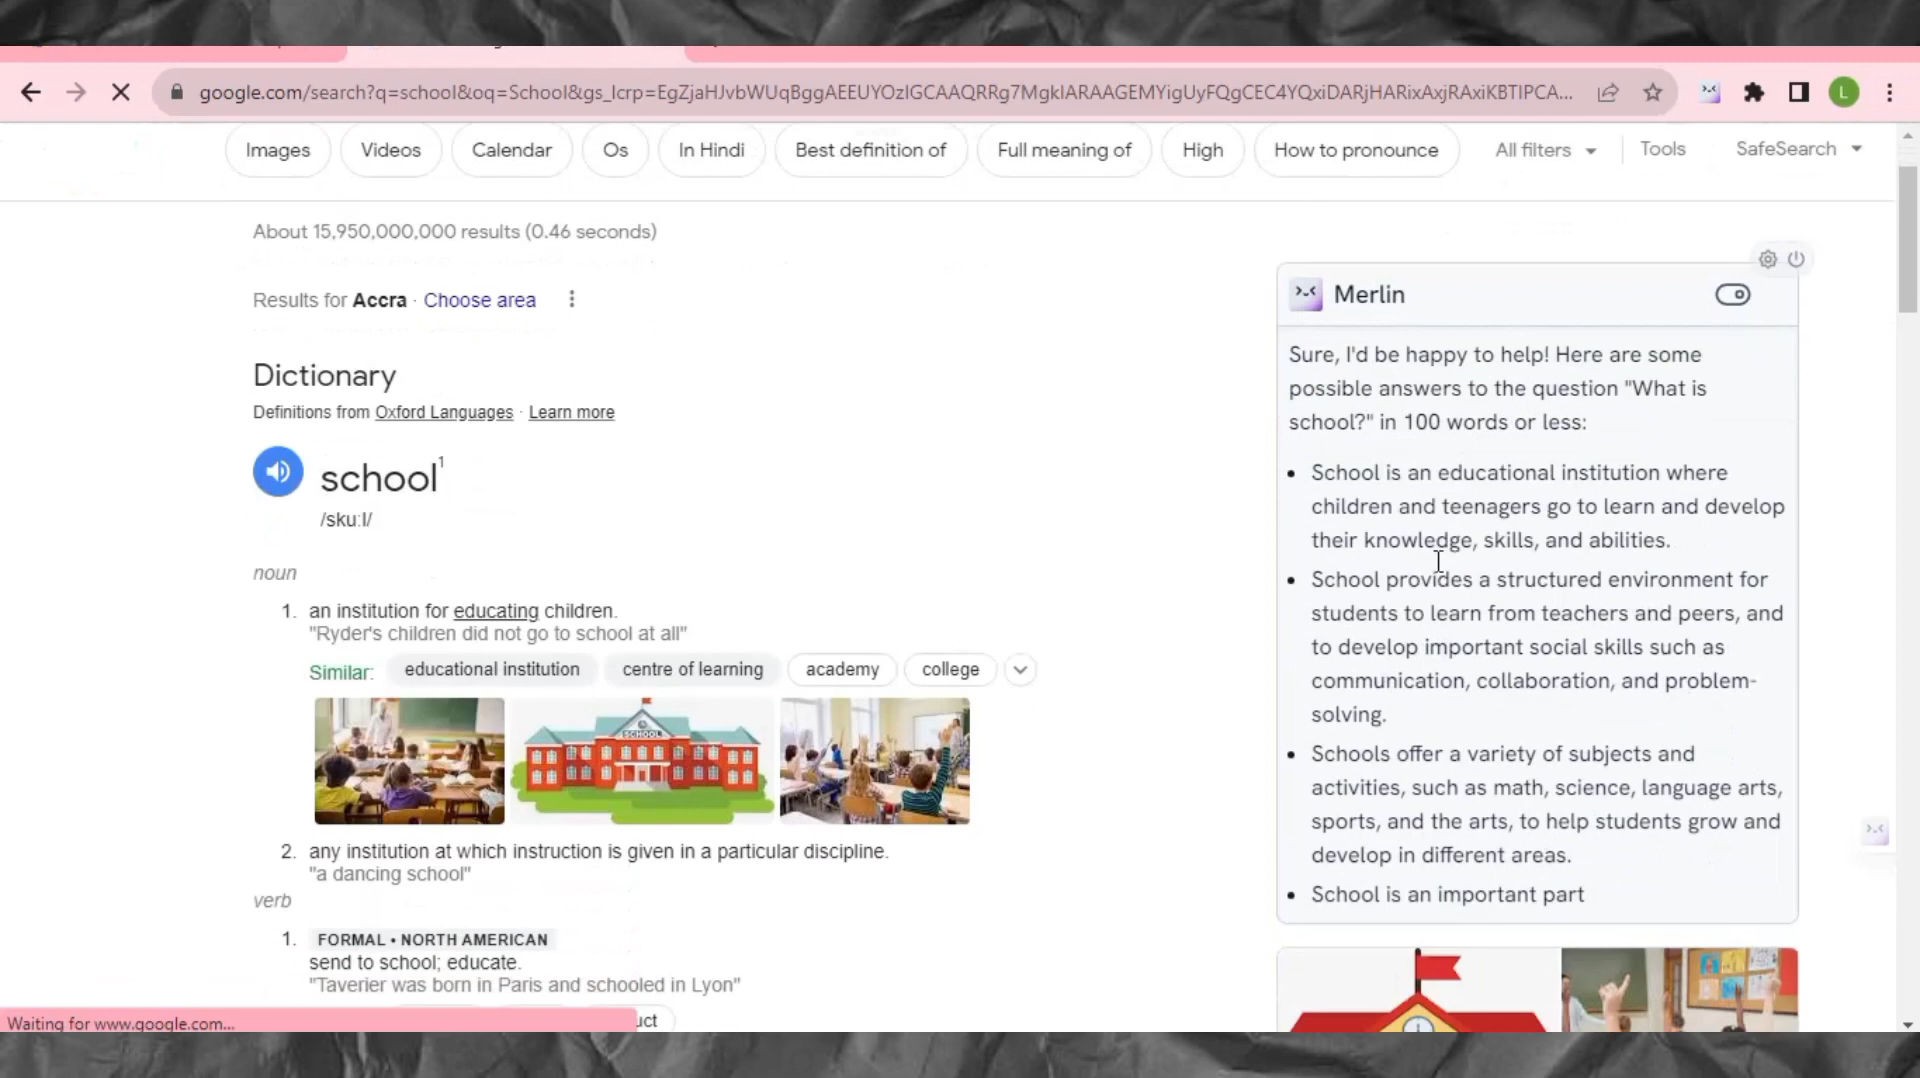 google.com/search?q=school&oq=School&gs_lcrp=EgZjaHJvbWUqBggAEEUYOzIGCAAQRRg7MgkIARAAGEMYigUyFQgCEC4YQxiDARjHARixAxjRAxiKBTIPCA...
Images Videos Calendar Os In Hindi Best definition of Full meaning of High How to pronounce All filters Tools SafeSearch
About 15,950,000,000 results (0.46 seconds)
Results for Accra · Choose area
Dictionary
Definitions from Oxford Languages · Learn more
school1
/skuːl/
noun
1. an institution for educating children.
"Ryder's children did not go to school at all"
Similar: educational institution centre of learning academy college
SCHOOL
2. any institution at which instruction is given in a particular discipline.
"a dancing school"
verb
1. FORMAL • NORTH AMERICAN
send to school; educate.
"Taverier was born in Paris and schooled in Lyon"
uct
Waiting for www.google.com...
L
Merlin
Sure, I'd be happy to help! Here are some
possible answers to the question "What is
school?" in 100 words or less:
• School is an educational institution where
children and teenagers go to learn and develop
their knowledge, skills, and abilities.
• School provides a structured environment for
students to learn from teachers and peers, and
to develop important social skills such as
communication, collaboration, and problem-
solving.
• Schools offer a variety of subjects and
activities, such as math, science, language arts,
sports, and the arts, to help students grow and
develop in different areas.
• School is an important part